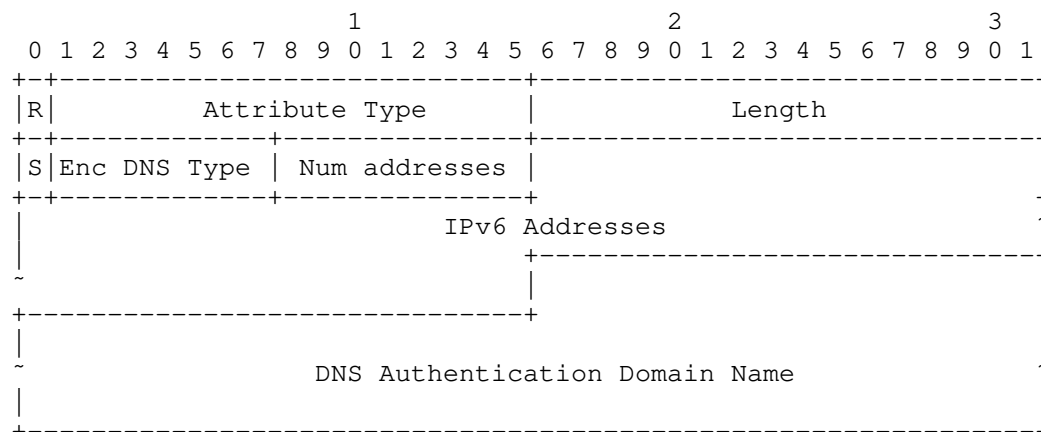 1                   2                   3
 0 1 2 3 4 5 6 7 8 9 0 1 2 3 4 5 6 7 8 9 0 1 2 3 4 5 6 7 8 9 0 1
+-+-----------------------------+-------------------------------
|R|         Attribute Type      |            Length
+-+-------------+---------------+-------------------------------
|S|Enc DNS Type | Num addresses |
+-+-------------+---------------+                               +
|                          IPv6 Addresses                       ~
|                               +-------------------------------
~                               |
+-------------------------------+
|
~                  DNS Authentication Domain Name               ~
|
+---------------------------------------------------------------